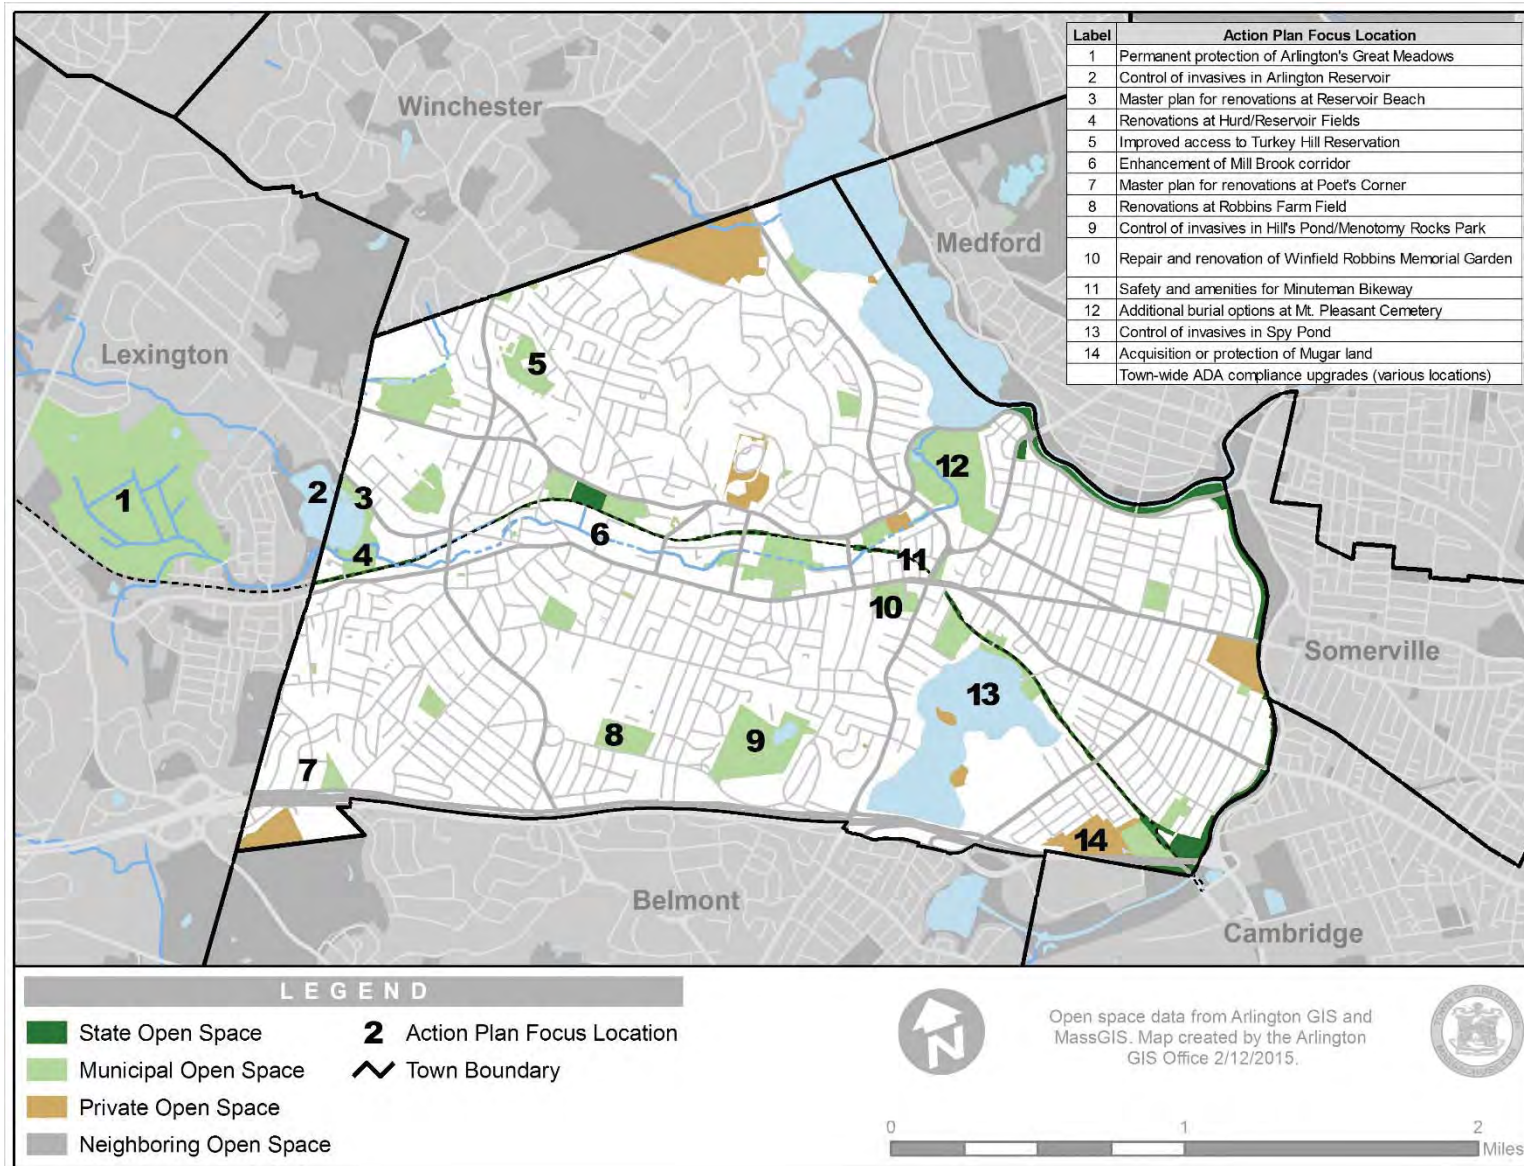 Label Action Plan Focus Location
1 Permanent protection of Arlington's Great Meadows
2 Control of invasives in Arlington Reservoir
3 Master plan for renovations at Reservoir Beach
4 Renovations at Hurd/Reservoir Fields
5 Improved access to Turkey Hill Reservation
6 Enhancement of Mill Brook corridor
7 Master plan for renovations at Poet's Corner
8 Renovations at Robbins Farm Field
9 Control of invasives in Hill's Pond/Menotomy Rocks Park
10 Repair and renovation of Winfield Robbins Memorial Garden
11 Safety and amenities for Minuteman Bikeway
12 Additional burial options at Mt. Pleasant Cemetery
13 Control of invasives in Spy Pond
14 Acquisition or protection of Mugar land
Town-wide ADA compliance upgrades (various locations)
Winchester
Medford
Lexington
5
12
1
2
3
6
4
11
10
Somerville
13
8
9
7
14
Belmont
Cambridge
LEGEND
State Open Space
Municipal Open Space
Private Open Space
Neighboring Open Space
2 Action Plan Focus Location
Town Boundary
N
Open space data from Arlington GIS and
MassGIS. Map created by the Arlington
GIS Office 2/12/2015.
TOWN OF ARLINGTON
MASSACHUSETTS
0 1 2
Miles